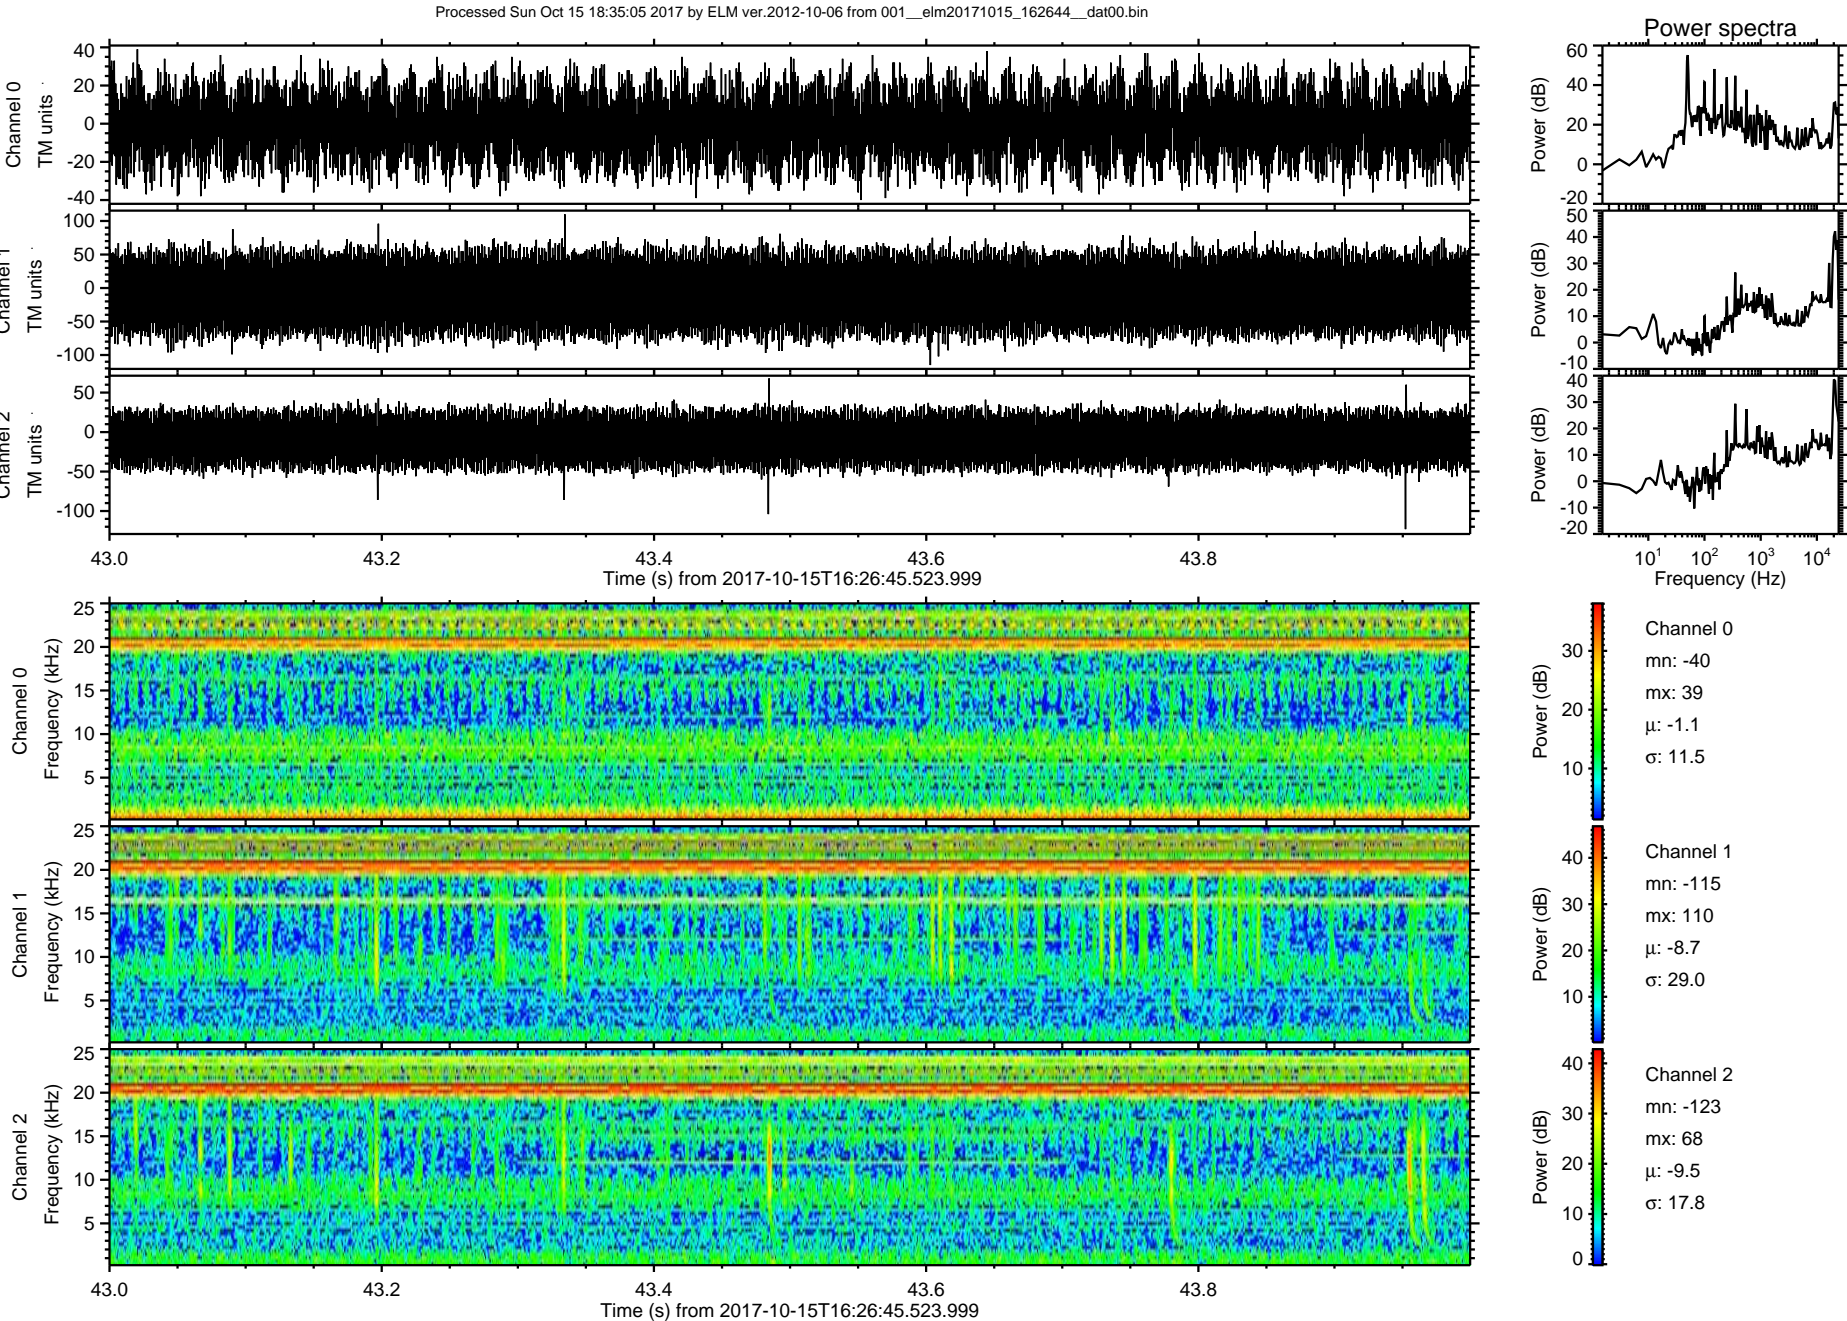 Processed Sun Oct 15 18:35:05 2017 by ELM ver.2012-10-06 from 001__elm20171015_162644__dat00.bin
Power spectra
Channel 0
TM units
40
20
0
-20
-40
Power (dB)
60
40
20
0
-20
Channel 1
TM units
100
50
0
-50
-100
Power (dB)
50
40
30
20
10
0
-10
Channel 2
TM units
50
0
-50
-100
Power (dB)
40
30
20
10
0
-10
-20
43.0 43.2 43.4 43.6 43.8
Time (s) from 2017-10-15T16:26:45.523.999
10^1 10^2 10^3 10^4
Frequency (Hz)
Channel 0
Frequency (kHz)
25
20
15
10
5
Power (dB)
30
20
10
Channel 0
mn: -40
mx: 39
μ: -1.1
σ: 11.5
Channel 1
Frequency (kHz)
25
20
15
10
5
Power (dB)
40
30
20
10
Channel 1
mn: -115
mx: 110
μ: -8.7
σ: 29.0
Channel 2
Frequency (kHz)
25
20
15
10
5
Power (dB)
40
30
20
10
0
Channel 2
mn: -123
mx: 68
μ: -9.5
σ: 17.8
43.0 43.2 43.4 43.6 43.8
Time (s) from 2017-10-15T16:26:45.523.999